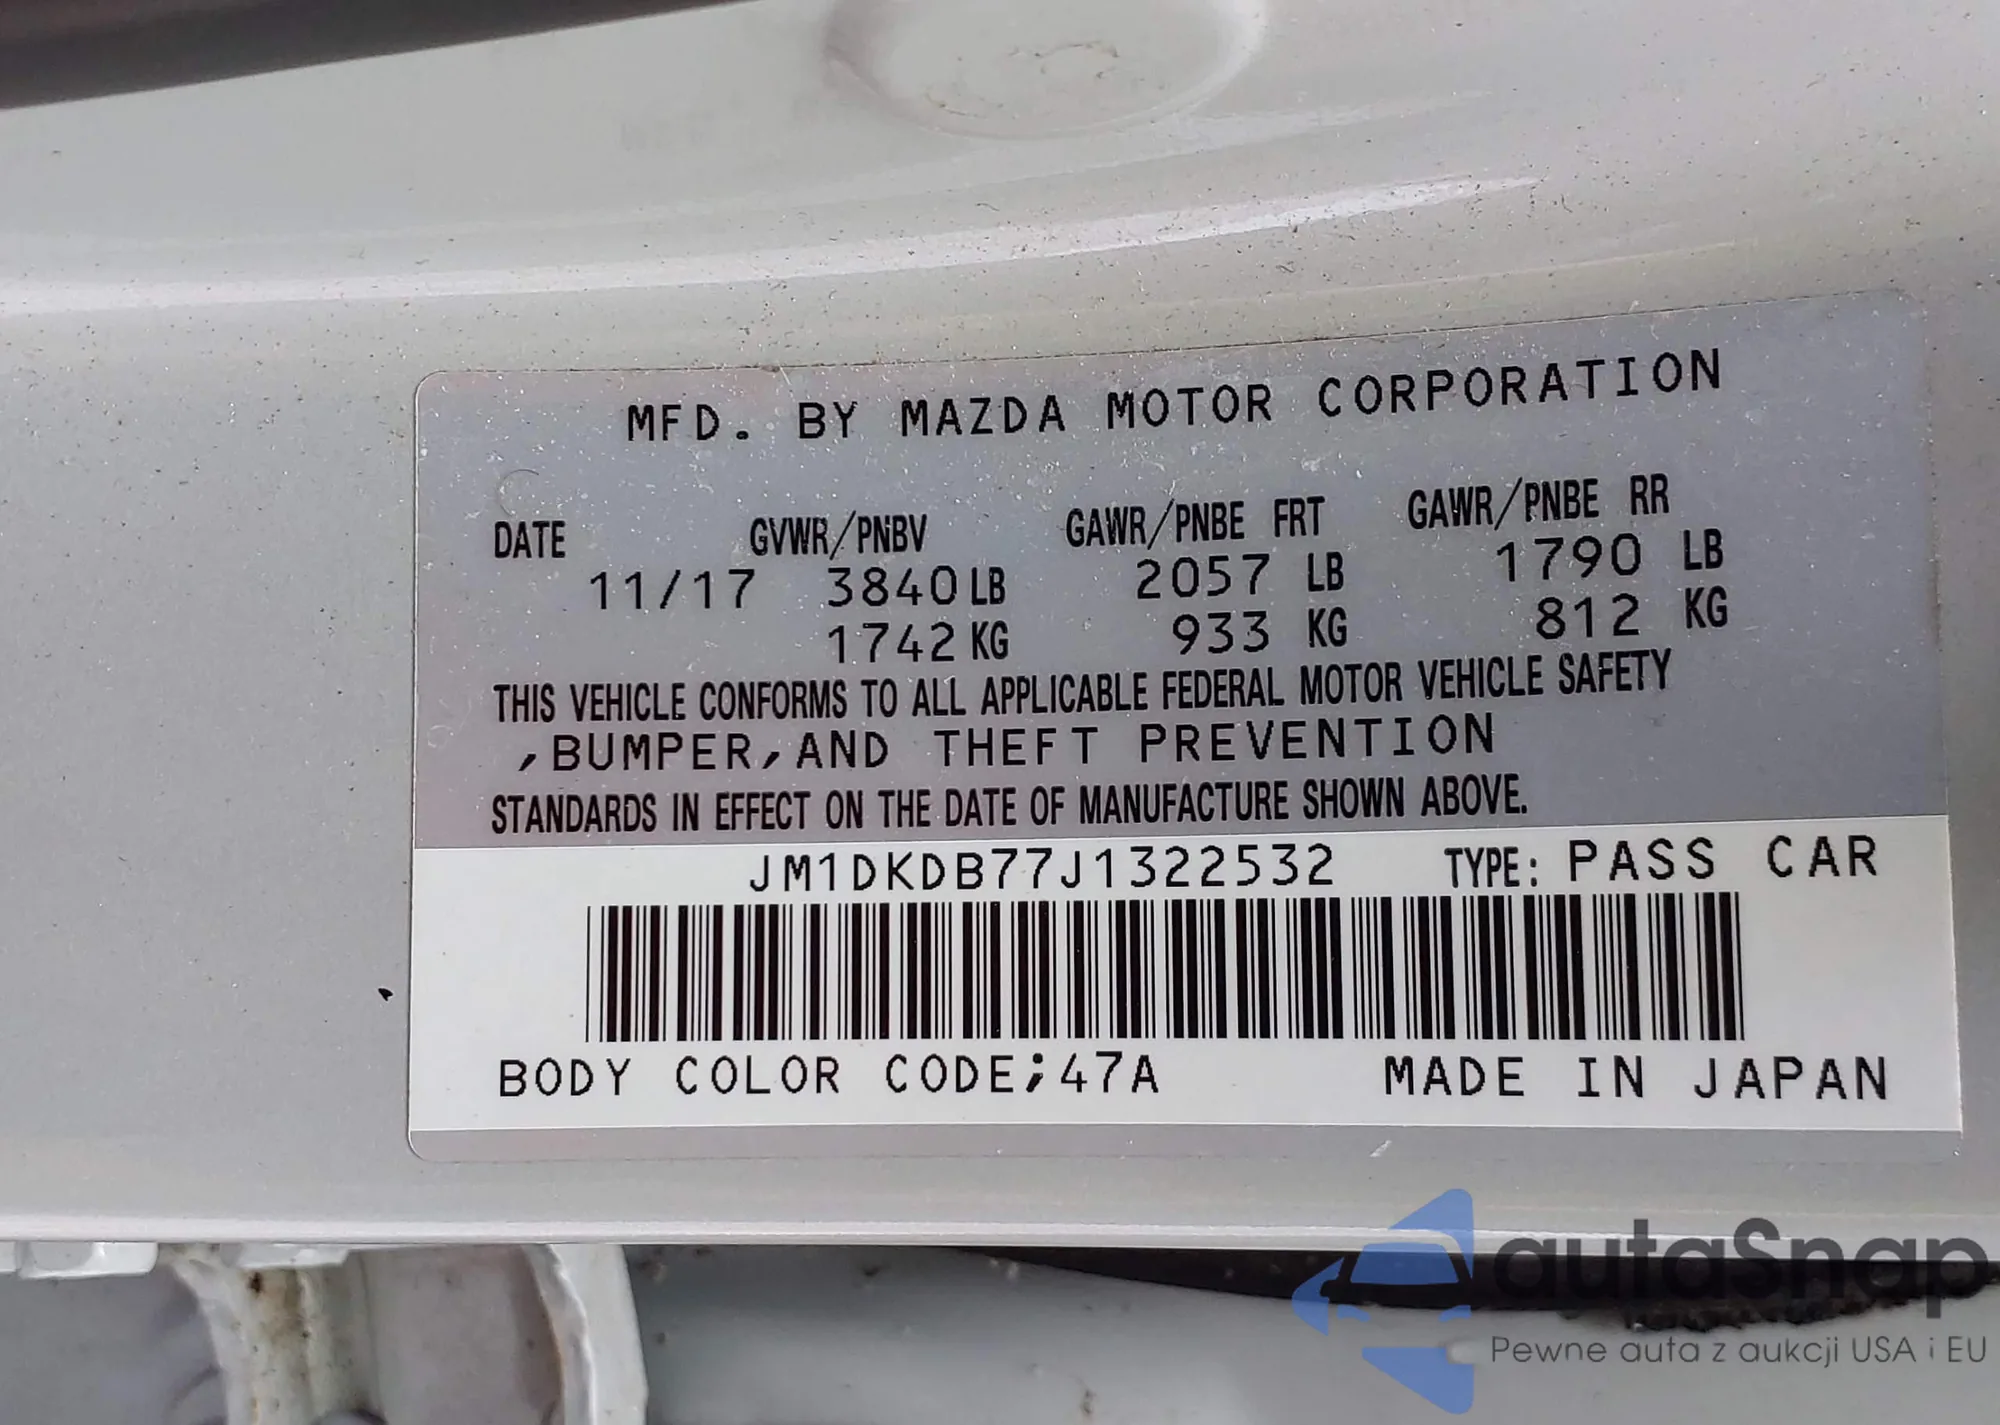 MFD. BY MAZDA MOTOR CORPORATION
DATE GVWR/PNBV GAWR/PNBE FRT GAWR/PNBE RR
11/17 3840 LB 2057 LB 1790 LB
1742 KG 933 KG 812 KG
THIS VEHICLE CONFORMS TO ALL APPLICABLE FEDERAL MOTOR VEHICLE SAFETY
,BUMPER,AND THEFT PREVENTION
STANDARDS IN EFFECT ON THE DATE OF MANUFACTURE SHOWN ABOVE.
JM1DKDB77J1322532 TYPE: PASS CAR
BODY COLOR CODE;47A MADE IN JAPAN
autaSnap
Pewne auta z aukcji USA i EU